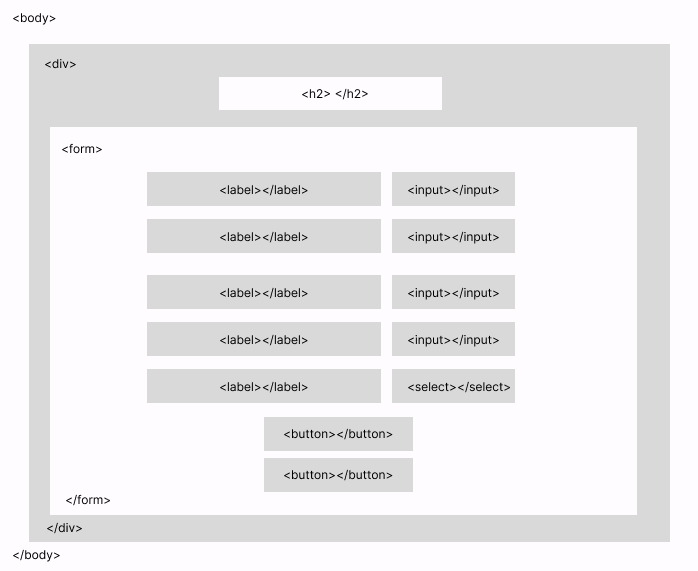 <body>
<div>
<h2> </h2>
<form>
<label></label> <input></input>
<label></label> <input></input>
<label></label> <input></input>
<label></label> <input></input>
<label></label> <select></select>
<button></button>
<button></button>
</form>
</div>
</body>